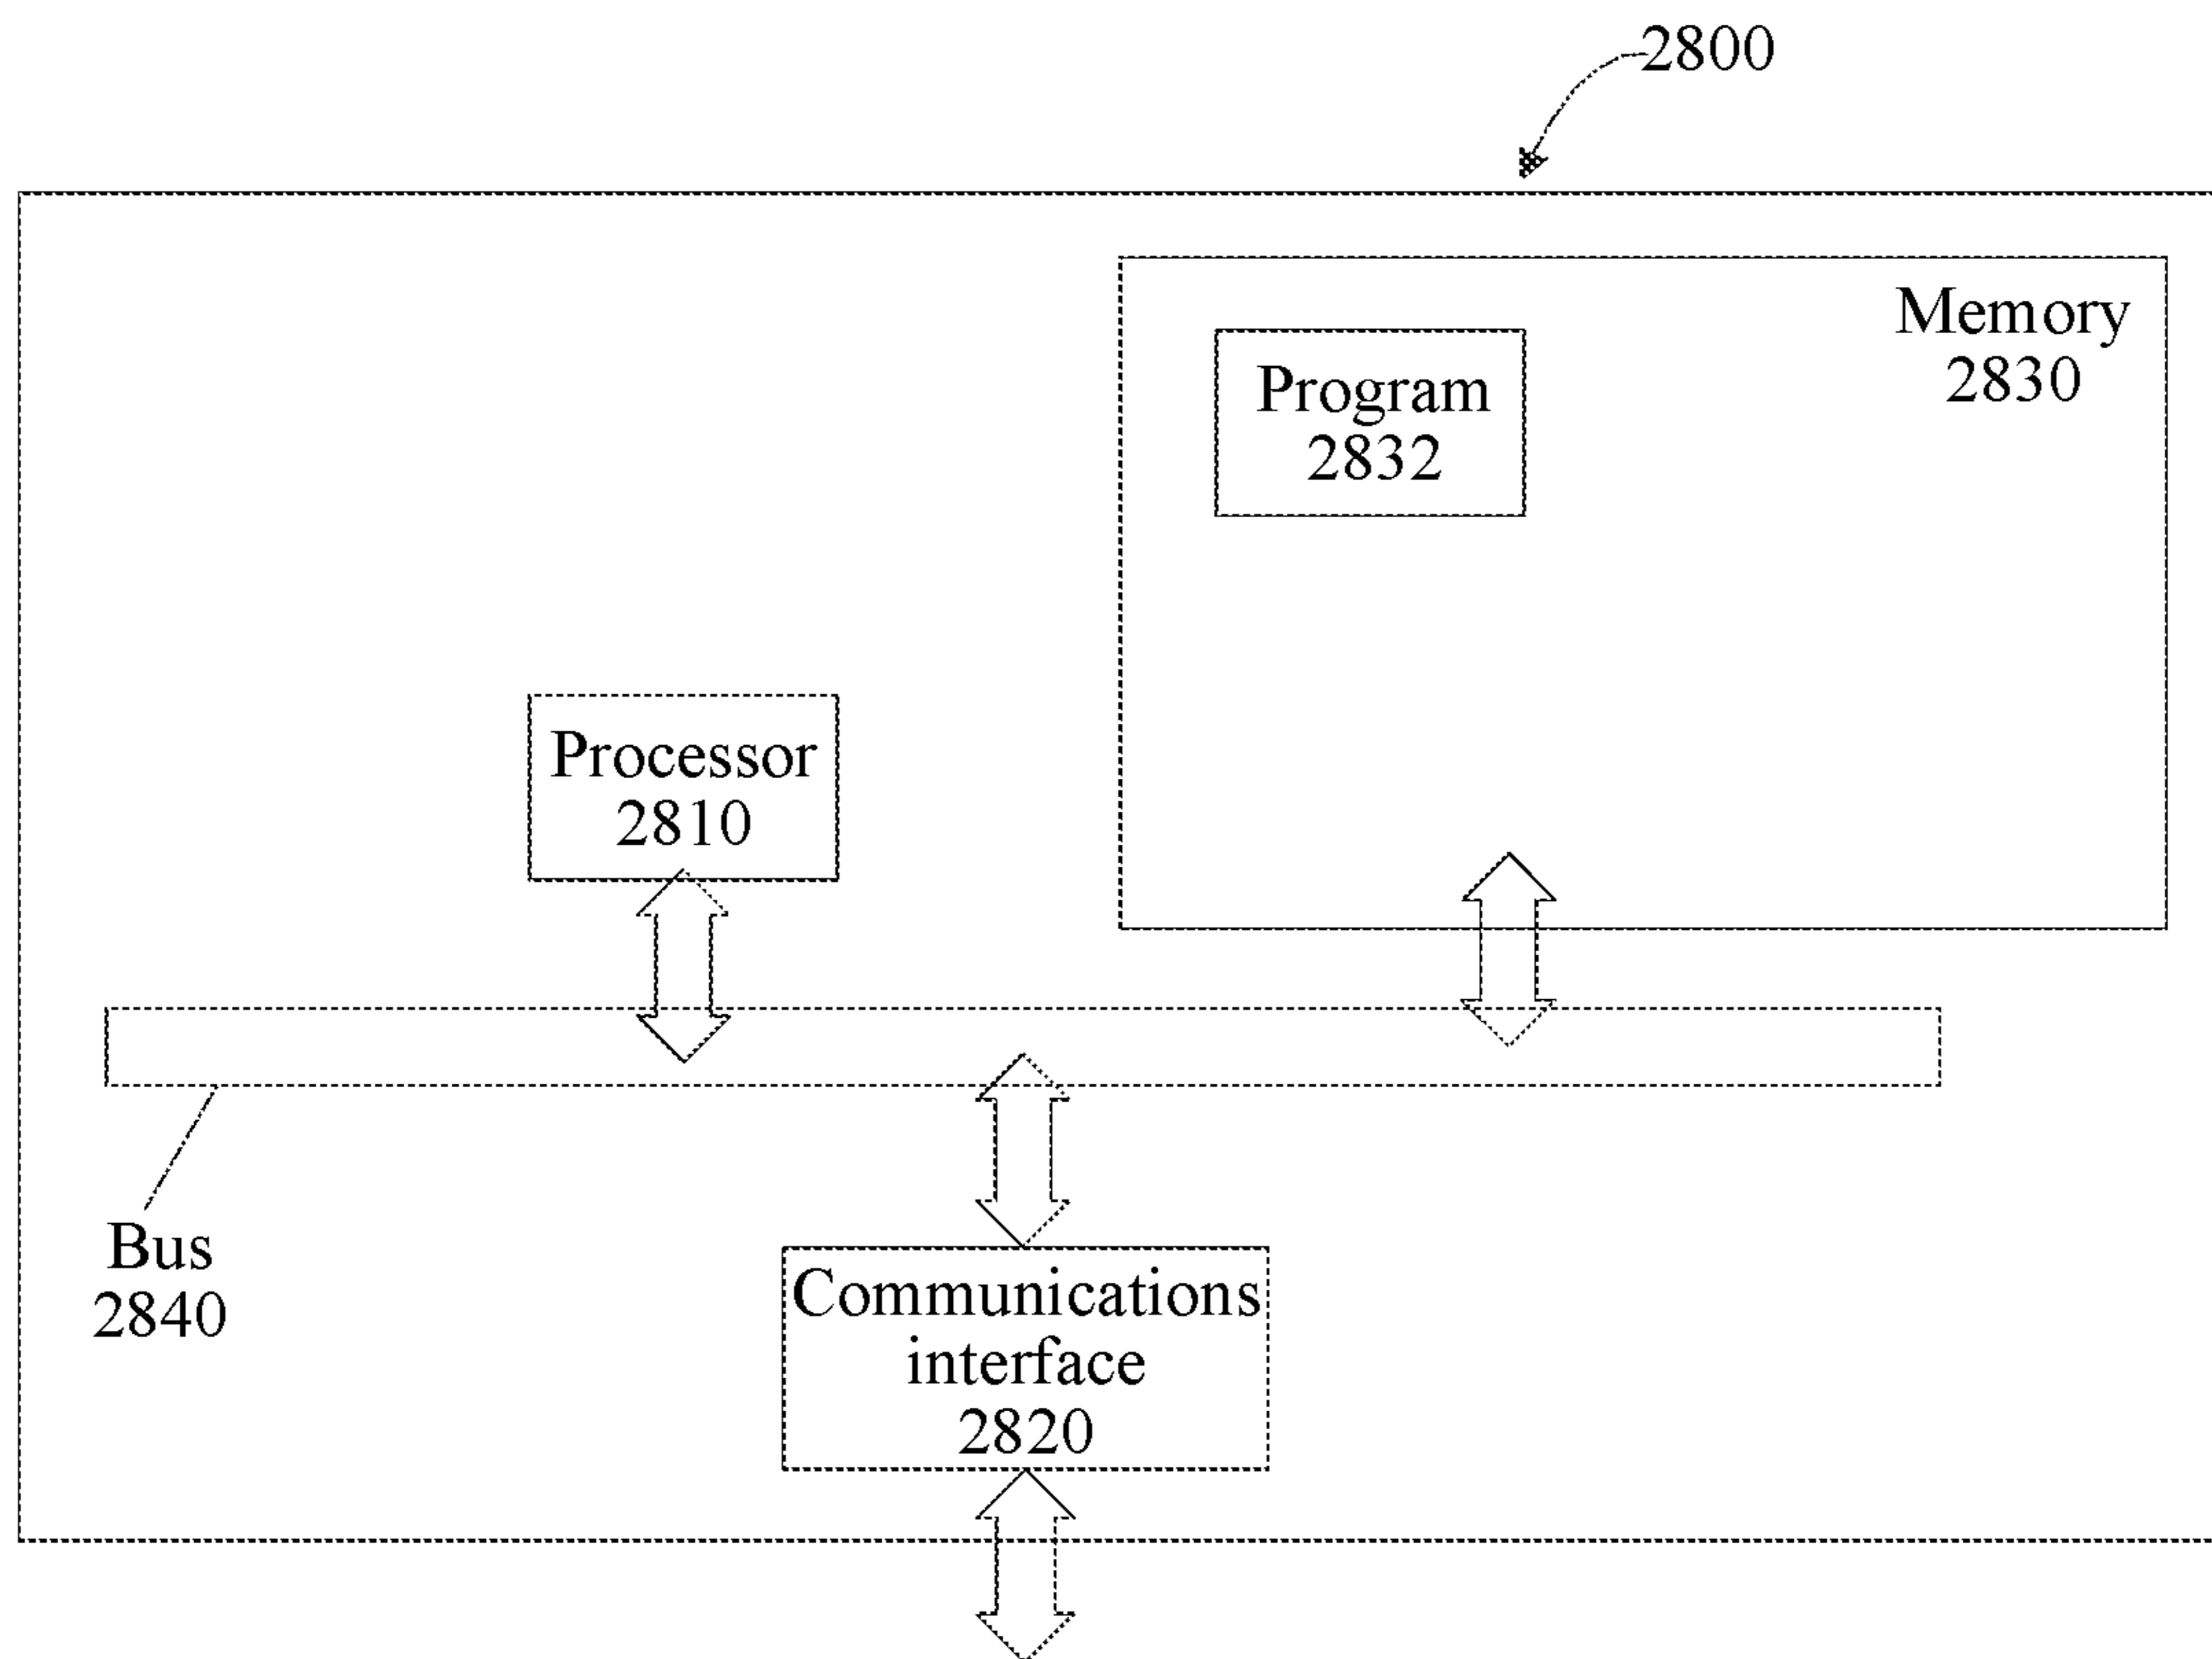 2800
Memory
2830
Program
2832
Processor
2810
Bus
2840
Communications
interface
2820